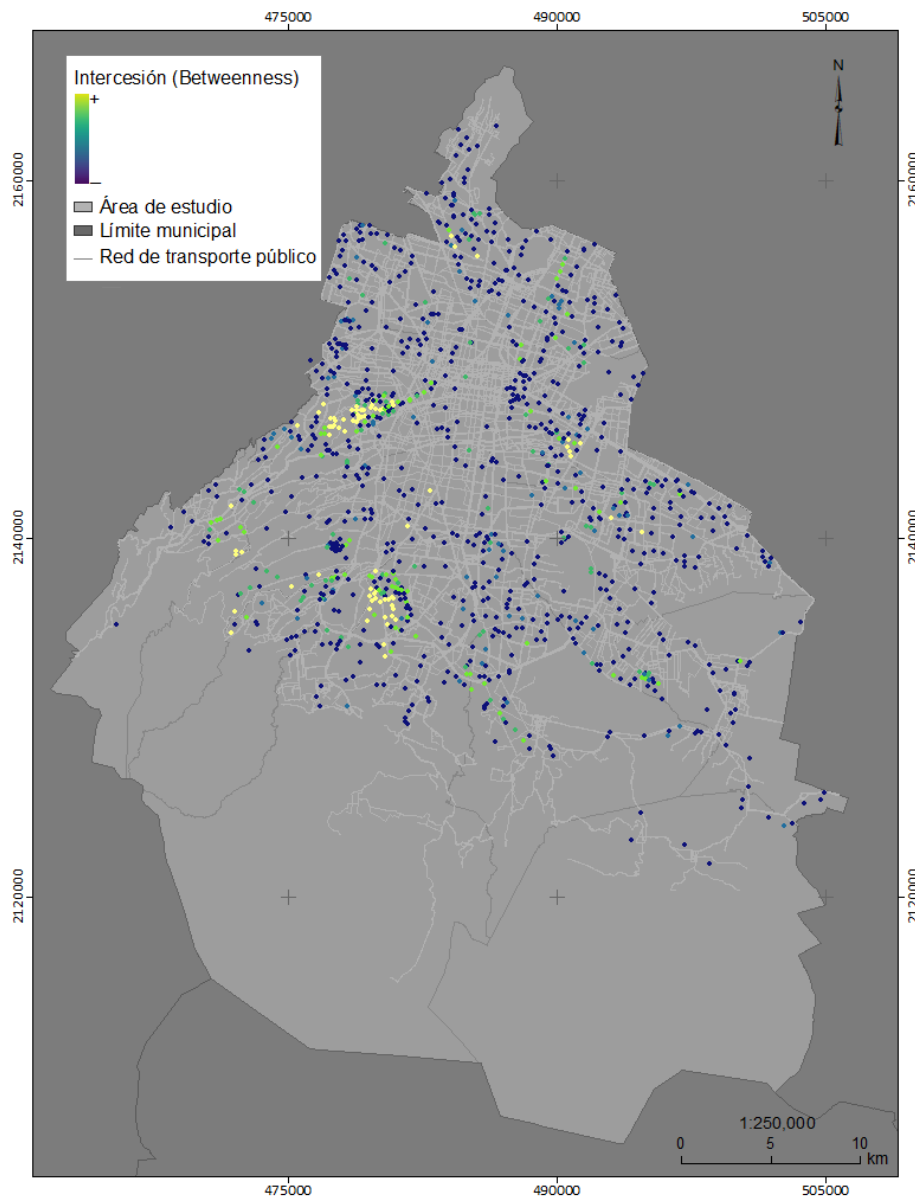 475000 490000 505000
Intercesión (Betweenness)
+
–
Área de estudio
Límite municipal
Red de transporte público
N
2160000 2160000
2140000 2140000
2120000 2120000
1:250,000
0 5 10
km
475000 490000 505000